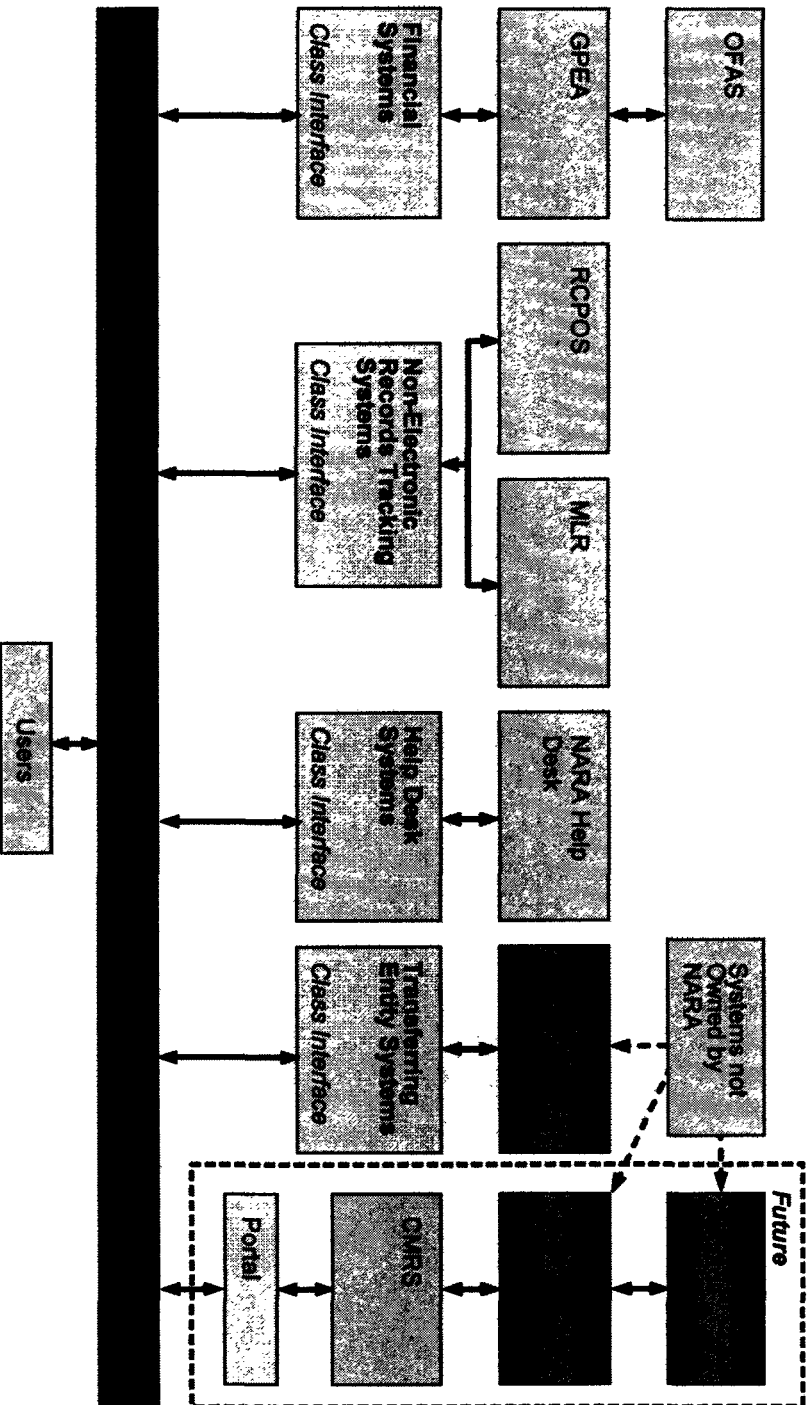 Future
OFAS
Systems not
Owned by
NARA
GPEA
RCPOS
MLR
NARA Help
Desk
Financial
Systems
Class Interface
Non-Electronic
Records Tracking
Systems
Class Interface
Help Desk
Systems
Class Interface
Transferring
Entity Systems
Class Interface
CMRS
Portal
Users